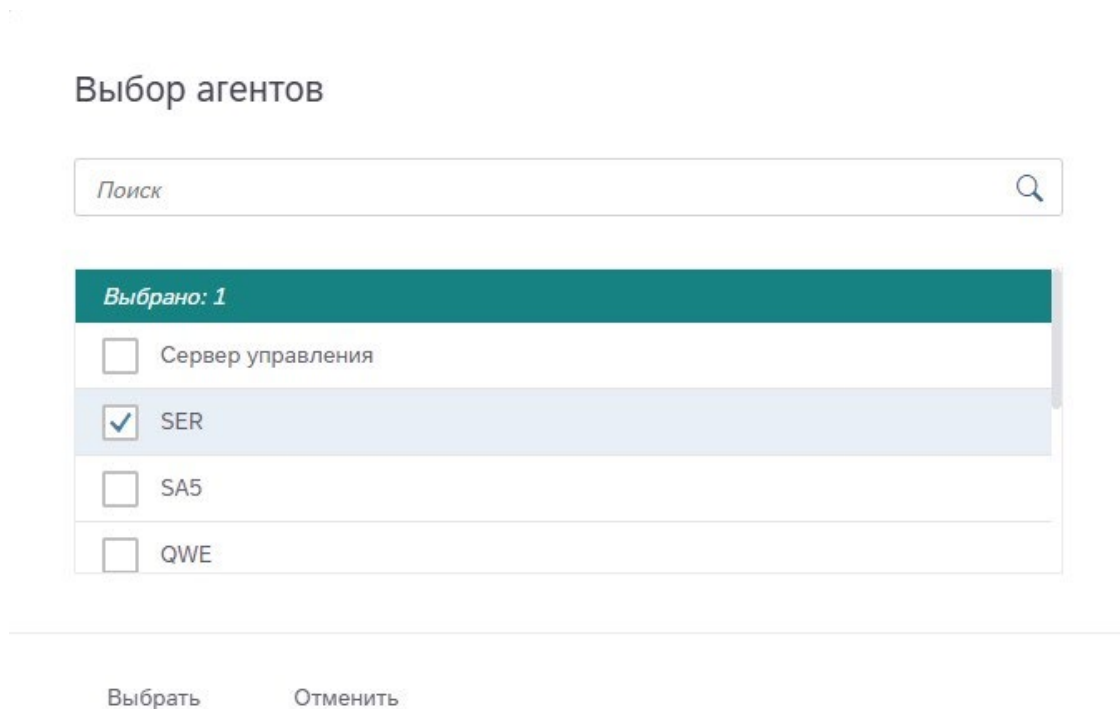 Выбор агентов
Поиск
Выбрано: 1
Сервер управления
SER
SA5
QWE
Выбрать Отменить